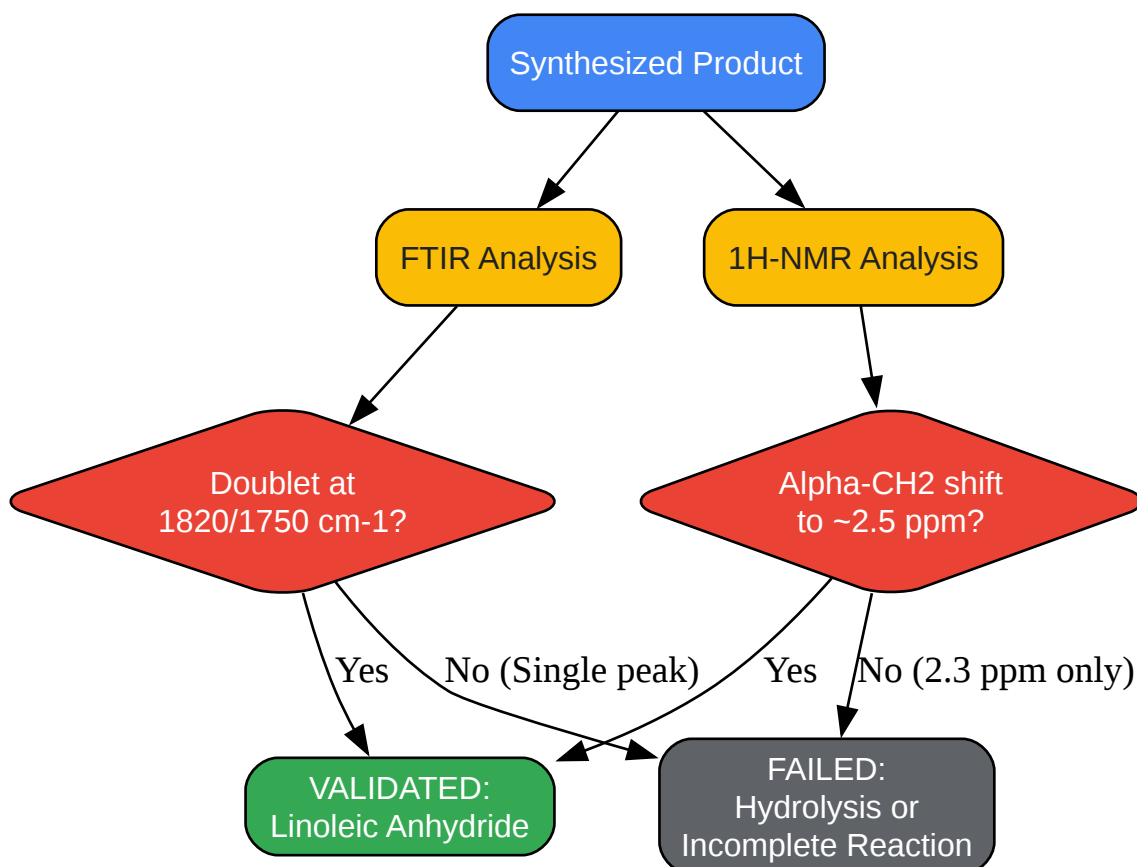 Synthesized Product
FTIR Analysis
1H-NMR Analysis
Doublet at
1820/1750 cm-1?
Alpha-CH2 shift
to ~2.5 ppm?
Yes
No (Single peak)
Yes
No (2.3 ppm only)
VALIDATED:
Linoleic Anhydride
FAILED:
Hydrolysis or
Incomplete Reaction